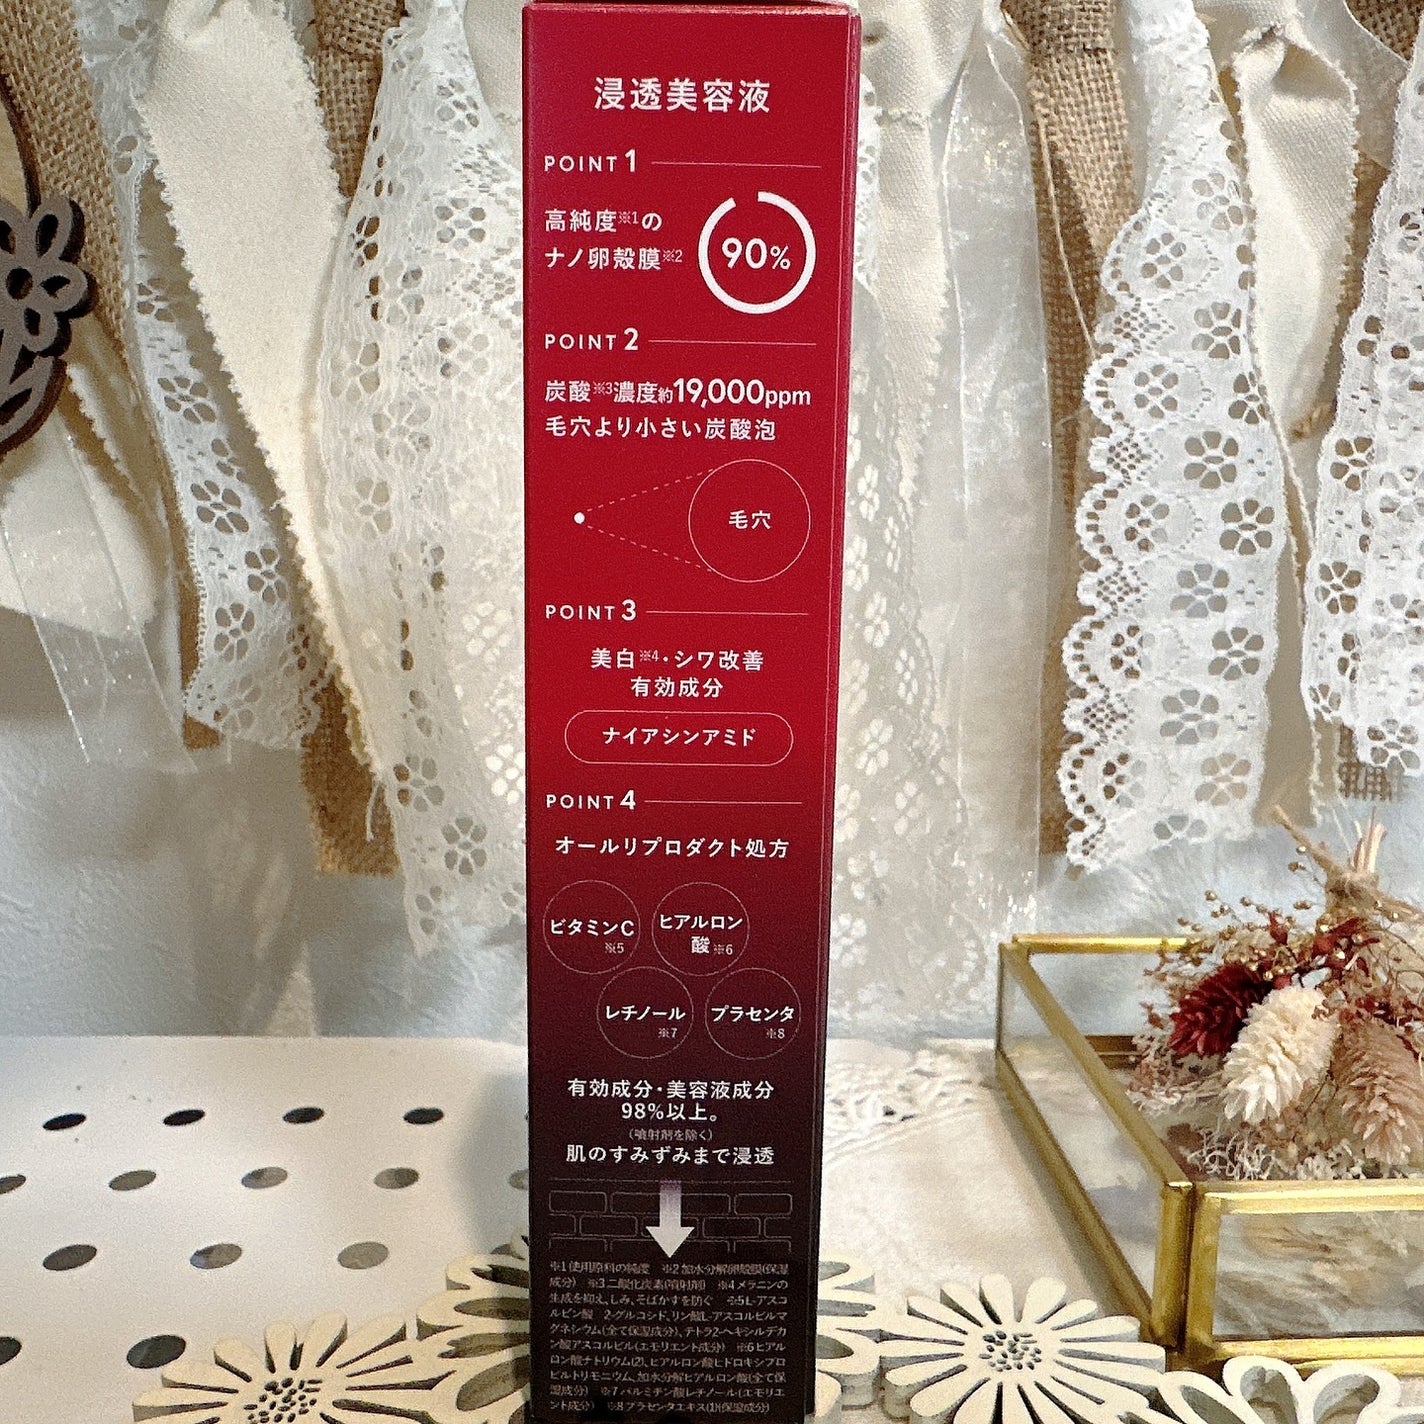 浸透美容液
POINT 1
高純度※1の
ナノ卵殻膜※2
90%
POINT 2
炭酸※3濃度約19,000ppm
毛穴より小さい炭酸泡
毛穴
POINT 3
美白※4・シワ改善
有効成分
ナイアシンアミド
POINT 4
オールリプロダクト処方
ビタミンC
※5
ヒアルロン
酸※6
レチノール
※7
プラセンタ
※8
有効成分・美容液成分
98%以上。
(噴射剤を除く)
肌のすみずみまで浸透
※1 使用原料の純度 ※2 加水分解卵殻膜(保湿
成分) ※3 二酸化炭素(噴射剤) ※4 メラニンの
生成を抑え、しみ、そばかすを防ぐ ※5 L-アスコ
ルビン酸 2-グルコシド、リン酸L-アスコルビルマ
グネシウム(全て保湿成分)、テトラ2-ヘキシルデカ
ン酸アスコルビル(エモリエント成分) ※6 ヒアル
ロン酸ナトリウム(2)、ヒアルロン酸ヒドロキシプロ
ピルトリモニウム、加水分解ヒアルロン酸(全て保
湿成分) ※7 パルミチン酸レチノール(エモリエ
ント成分) ※8 プラセンタエキス(1)(保湿成分)